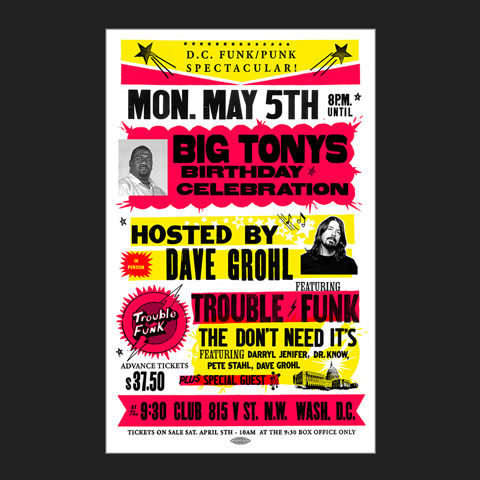 D.C. FUNK/PUNK
SPECTACULAR!
MON. MAY 5TH 8P.M. UNTIL
BIG TONYS
BIRTHDAY
CELEBRATION
HOSTED BY
IN PERSON
DAVE GROHL
FEATURING
TROUBLE FUNK
Trouble Funk
THE DON'T NEED IT'S
FEATURING DARRYL JENIFER, DR. KNOW,
PETE STAHL, DAVE GROHL
ADVANCE TICKETS
$37.50
PLUS SPECIAL GUEST
AT THE 9:30 CLUB 815 V ST. N.W. WASH. D.C.
TICKETS ON SALE SAT. APRIL 5TH - 10AM AT THE 9:30 BOX OFFICE ONLY